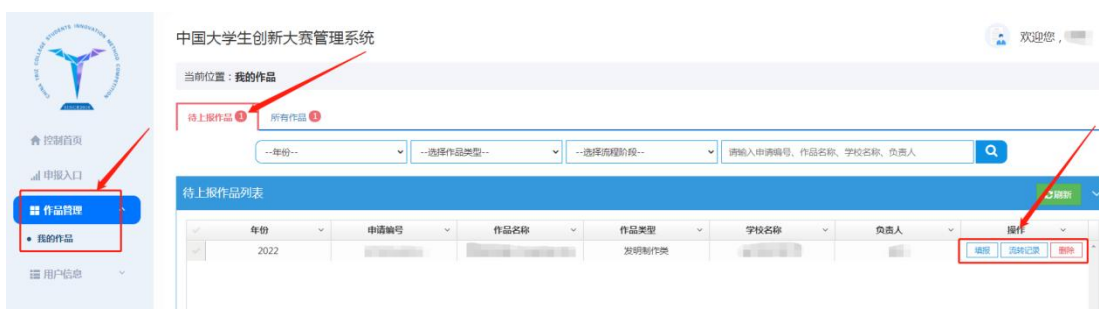 中国大学生创新大赛管理系统
欢迎您，
当前位置：我的作品
待上报作品 1 所有作品 1
控制首页
申报入口
作品管理
我的作品
用户信息
--年份-- --选择作品类型-- --选择流程阶段-- 请输入申请编号、作品名称、学校名称、负责人
待上报作品列表 刷新
年份 申请编号 作品名称 作品类型 学校名称 负责人 操作
2022 发明制作类 填报 流转记录 删除